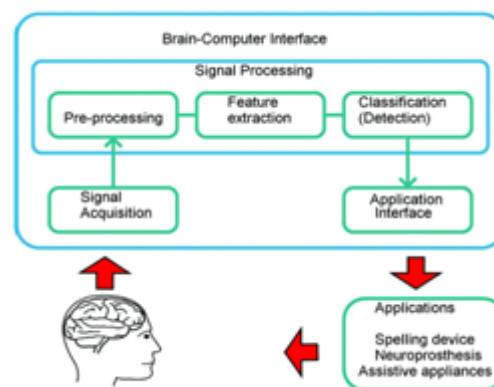 Brain-Computer Interface
Signal Processing
Pre-processing
Feature
extraction
Classification
(Detection)
Signal
Acquisition
Application
Interface
Applications
Spelling device
Neuroprosthesis
Assistive appliances